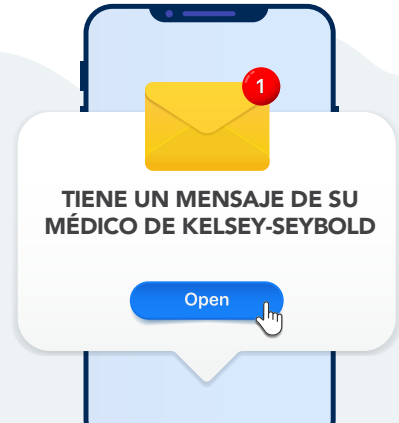 1
TIENE UN MENSAJE DE SU
MÉDICO DE KELSEY-SEYBOLD
Open